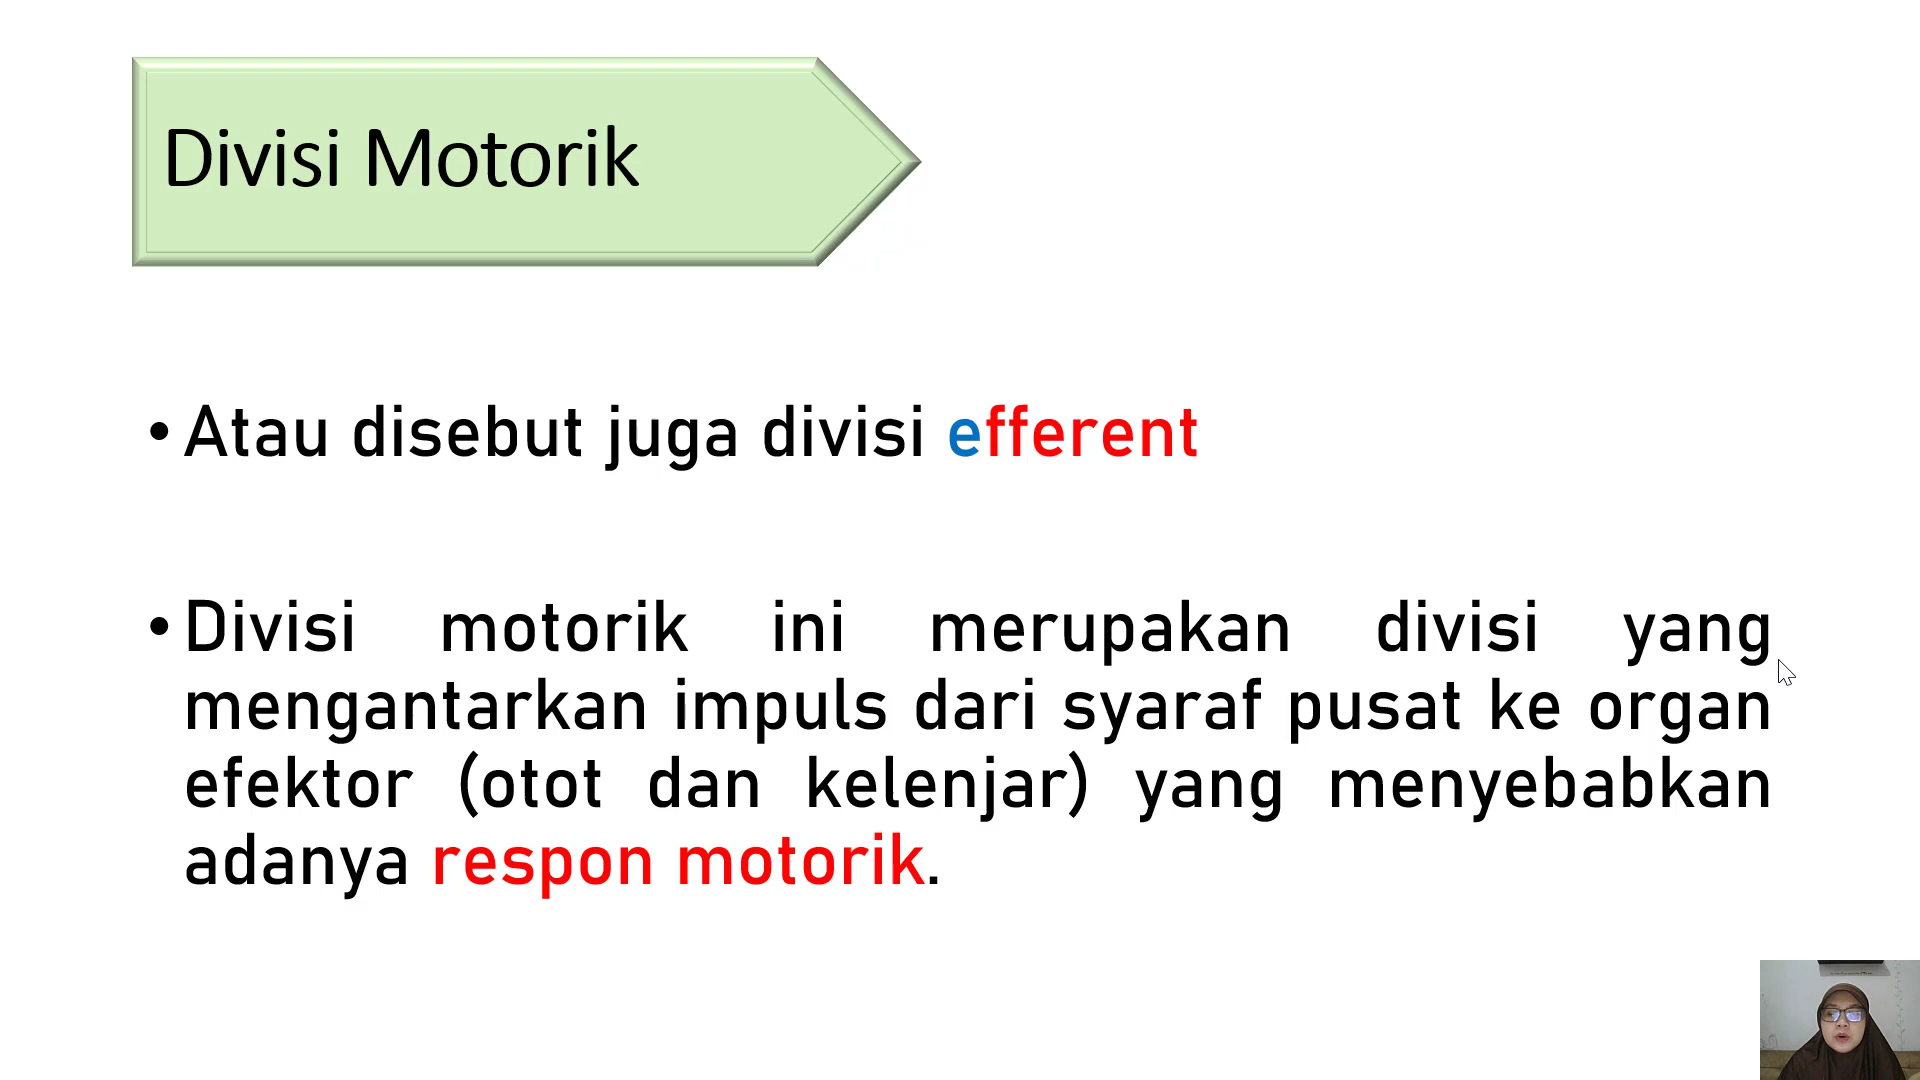 Divisi Motorik
• Atau disebut juga divisi efferent
• Divisi motorik ini merupakan divisi yang
mengantarkan impuls dari syaraf pusat ke organ
efektor (otot dan kelenjar) yang menyebabkan
adanya respon motorik.